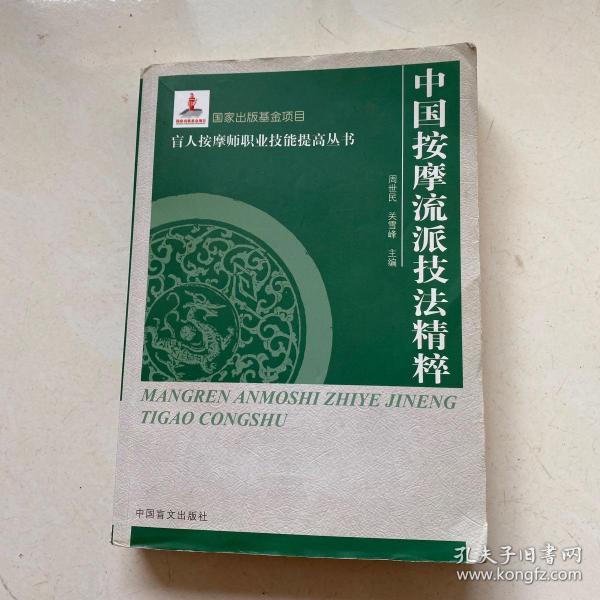 国家出版基金项目
盲人按摩师职业技能提高丛书
中国按摩流派技法精粹
周世民 关雪峰 主编
MANGREN ANMOSHI ZHIYE JINENG
TIGAO CONGSHU
中国盲文出版社
孔夫子旧书网
www.kongfz.com